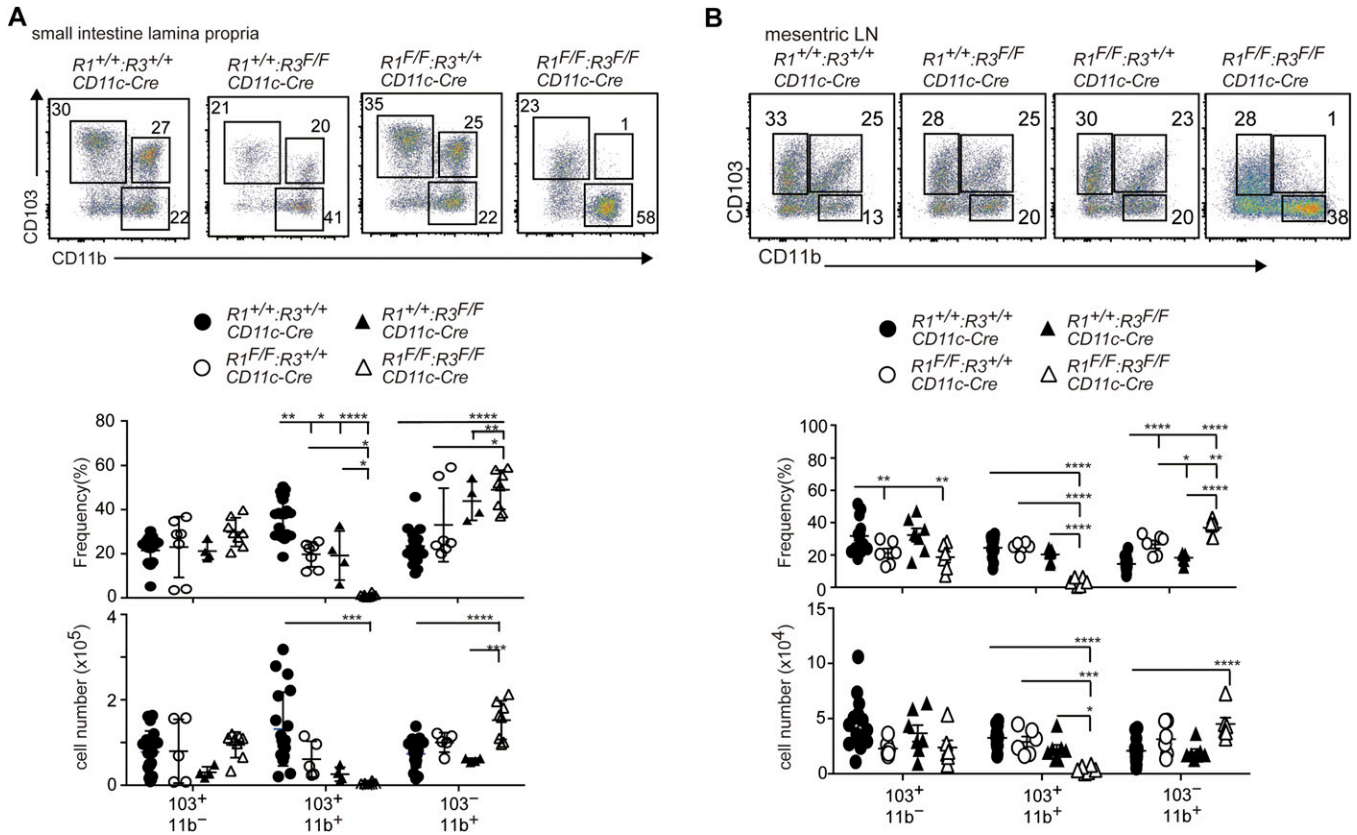 A
small intestine lamina propria
R1+/+:R3+/+
CD11c-Cre
R1+/+:R3F/F
CD11c-Cre
R1F/F:R3+/+
CD11c-Cre
R1F/F:R3F/F
CD11c-Cre
30
27
22
21
20
41
35
25
22
23
1
58
CD103
CD11b
R1+/+:R3+/+
CD11c-Cre
R1+/+:R3F/F
CD11c-Cre
R1F/F:R3+/+
CD11c-Cre
R1F/F:R3F/F
CD11c-Cre
Frequency(%)
80
60
40
20
0
** * ****
*
*
****
**
*
cell number (x10^5)
4
2
1
0
***
****
***
103+
11b−
103+
11b+
103−
11b+
B
mesentric LN
R1+/+:R3+/+
CD11c-Cre
R1+/+:R3F/F
CD11c-Cre
R1F/F:R3+/+
CD11c-Cre
R1F/F:R3F/F
CD11c-Cre
33
25
13
28
25
20
30
23
20
28
1
38
CD103
CD11b
R1+/+:R3+/+
CD11c-Cre
R1+/+:R3F/F
CD11c-Cre
R1F/F:R3+/+
CD11c-Cre
R1F/F:R3F/F
CD11c-Cre
Frequency(%)
100
80
60
40
20
0
** **
****
****
****
**** ****
* **
****
cell number (x10^4)
15
10
5
0
****
***
*
****
103+
11b−
103+
11b+
103−
11b+